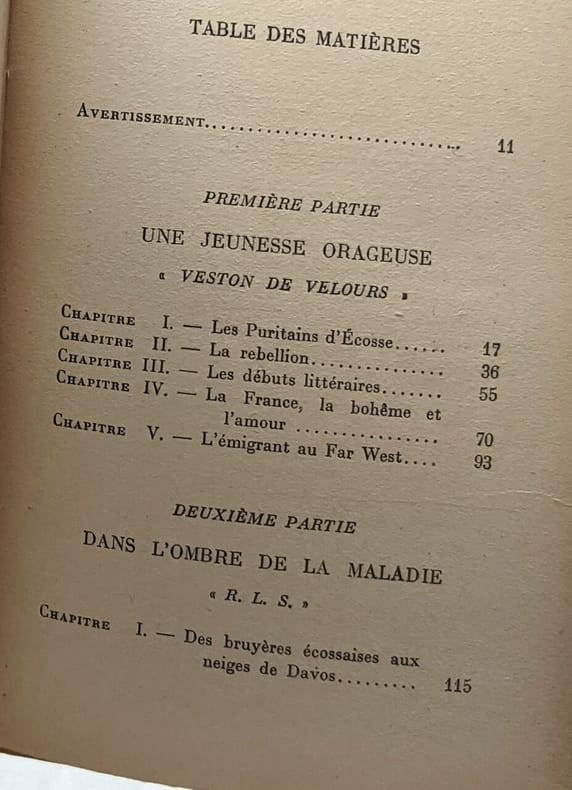 TABLE DES MATIÈRES
AVERTISSEMENT.............................. 11
PREMIÈRE PARTIE
UNE JEUNESSE ORAGEUSE
« VESTON DE VELOURS »
CHAPITRE I. — Les Puritains d'Écosse...... 17
CHAPITRE II. — La rebellion............... 36
CHAPITRE III. — Les débuts littéraires....... 55
CHAPITRE IV. — La France, la bohême et
l'amour ................ 70
CHAPITRE V. — L'émigrant au Far West.... 93
DEUXIÈME PARTIE
DANS L'OMBRE DE LA MALADIE
« R. L. S. »
CHAPITRE I. — Des bruyères écossaises aux
neiges de Davos......... 115